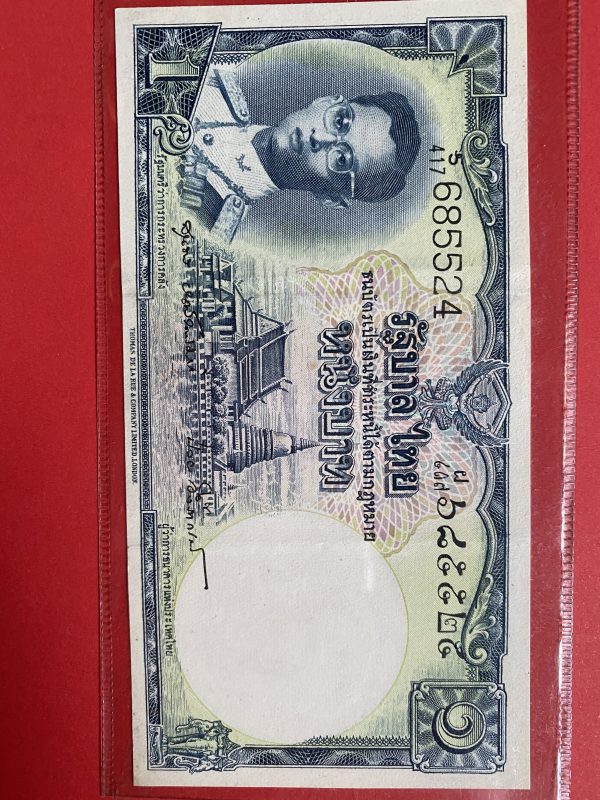 1
S
417 685524
รัฐบาลไทย
ธนบัตรเป็นเงินที่ชำระหนี้ได้ตามกฎหมาย
หนึ่งบาท
๖๘๕๕๒๔
๑
รัฐมนตรีว่าการกระทรวงการคลัง
ผู้ว่าการธนาคารแห่งประเทศไทย
THOMAS DE LA RUE & COMPANY, LIMITED, LONDON